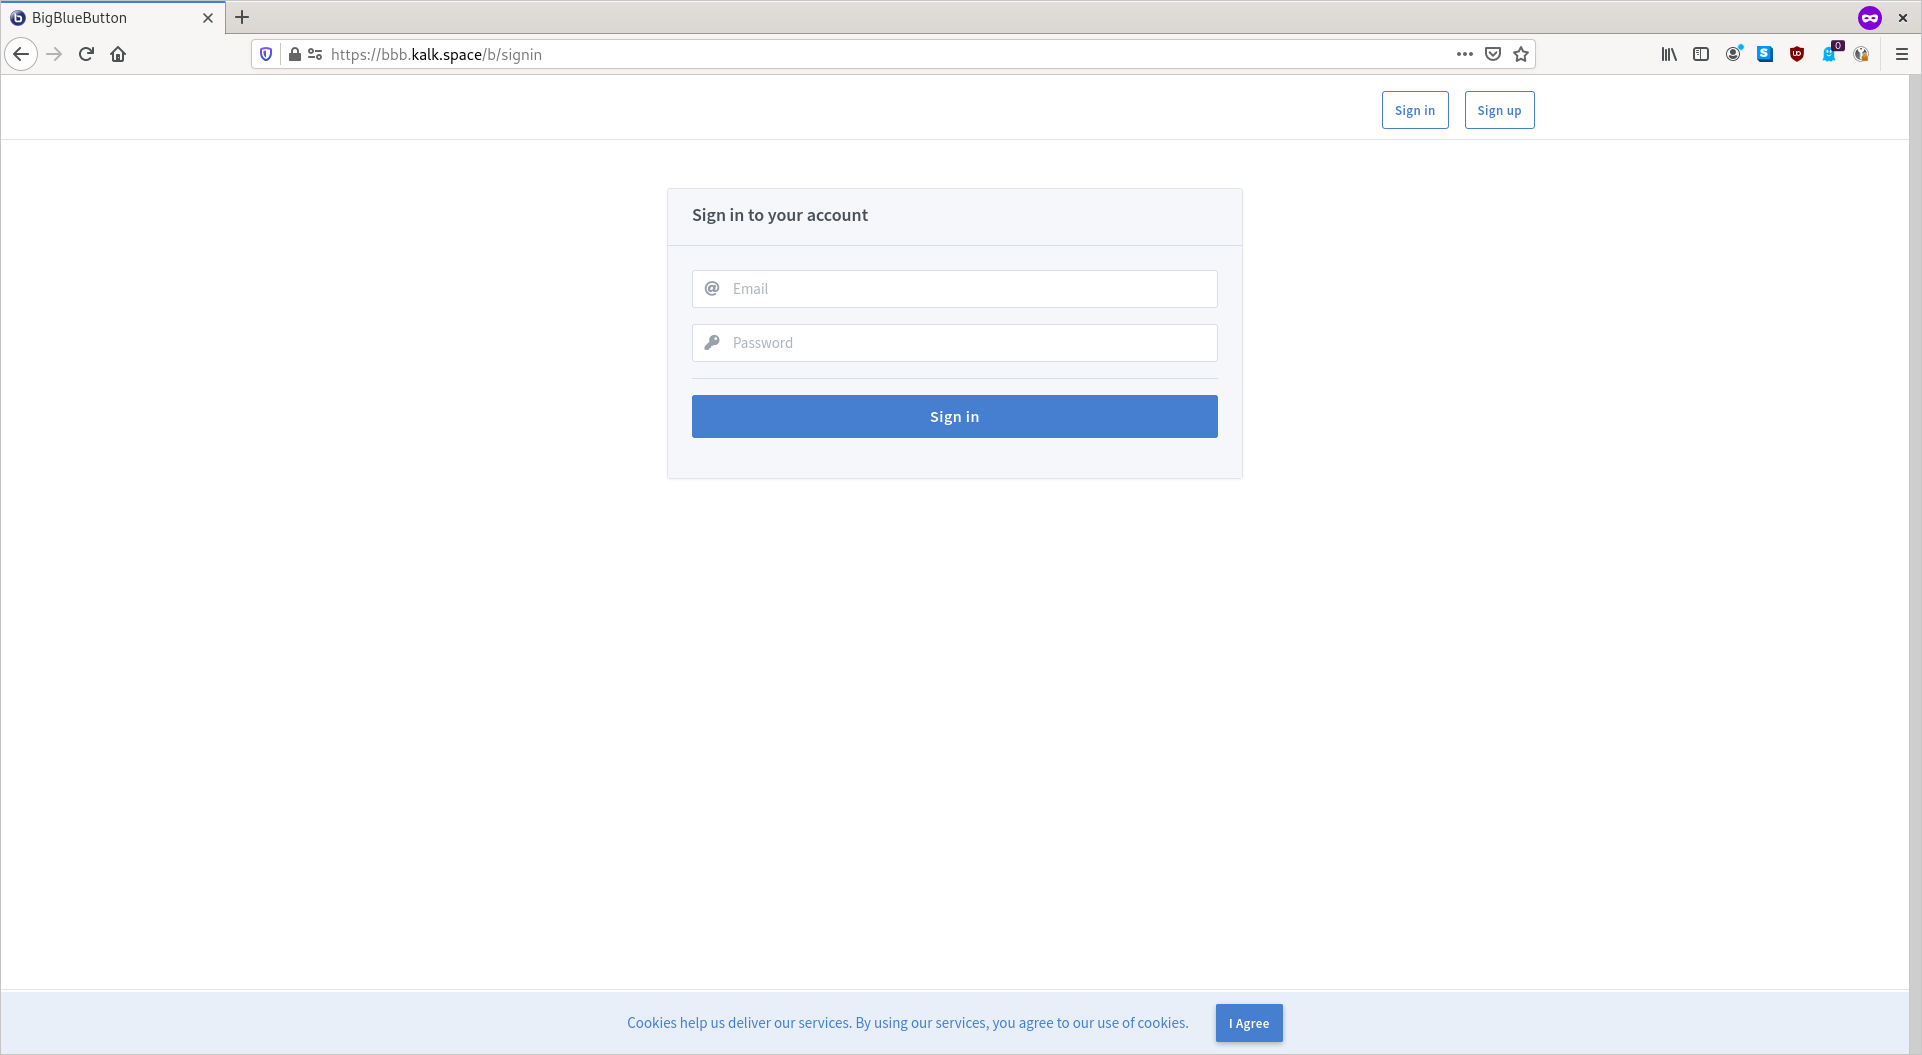 BigBlueButton
https://bbb.kalk.space/b/signin
0
Sign in
Sign up
Sign in to your account
@ Email
Password
Sign in
Cookies help us deliver our services. By using our services, you agree to our use of cookies.
I Agree